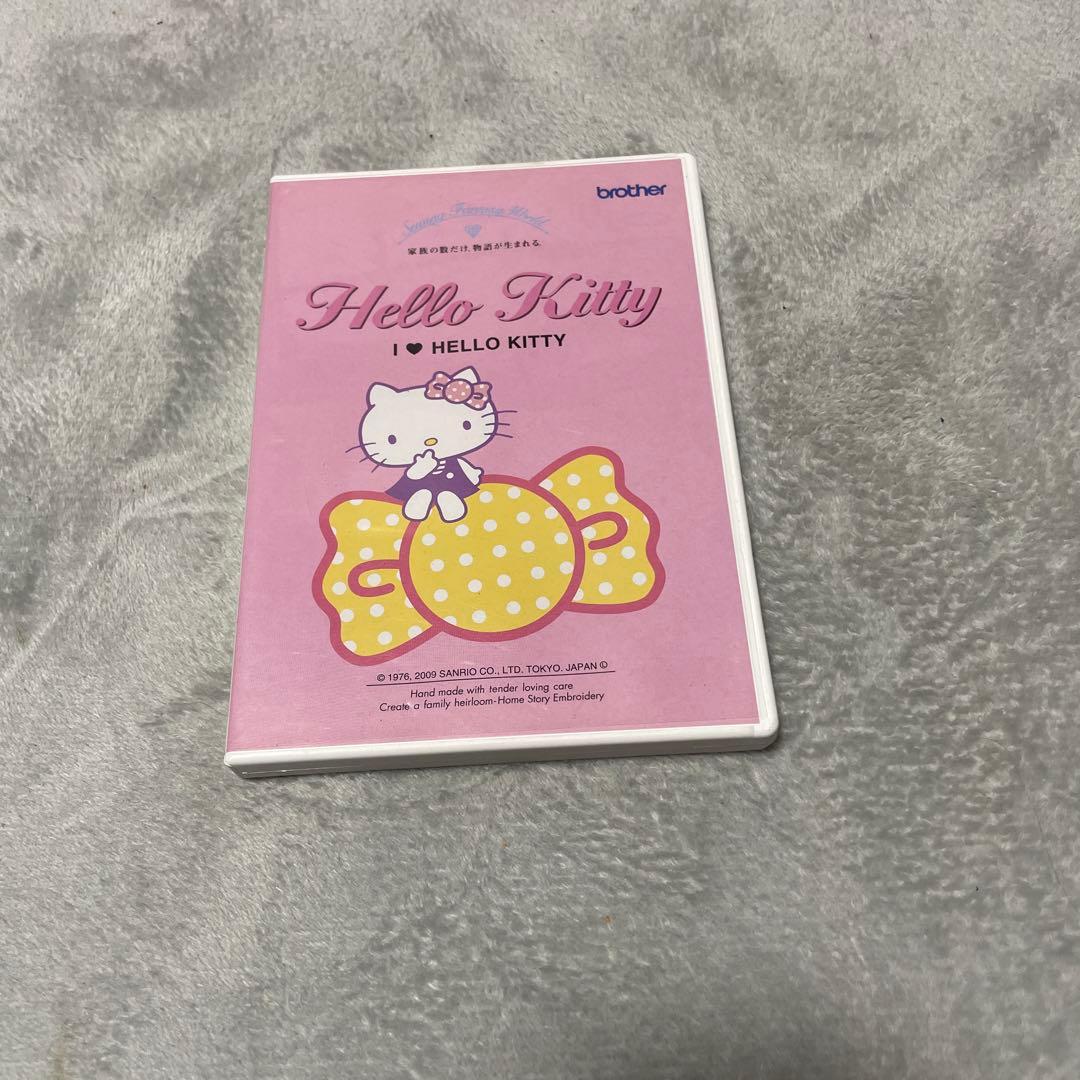 brother
Sewing Fantasy World
家族の数だけ、物語が生まれる。
Hello Kitty
I ♥ HELLO KITTY
© 1976, 2009 SANRIO CO., LTD. TOKYO. JAPAN ©
Hand made with tender loving care
Create a family heirloom-Home Story Embroidery